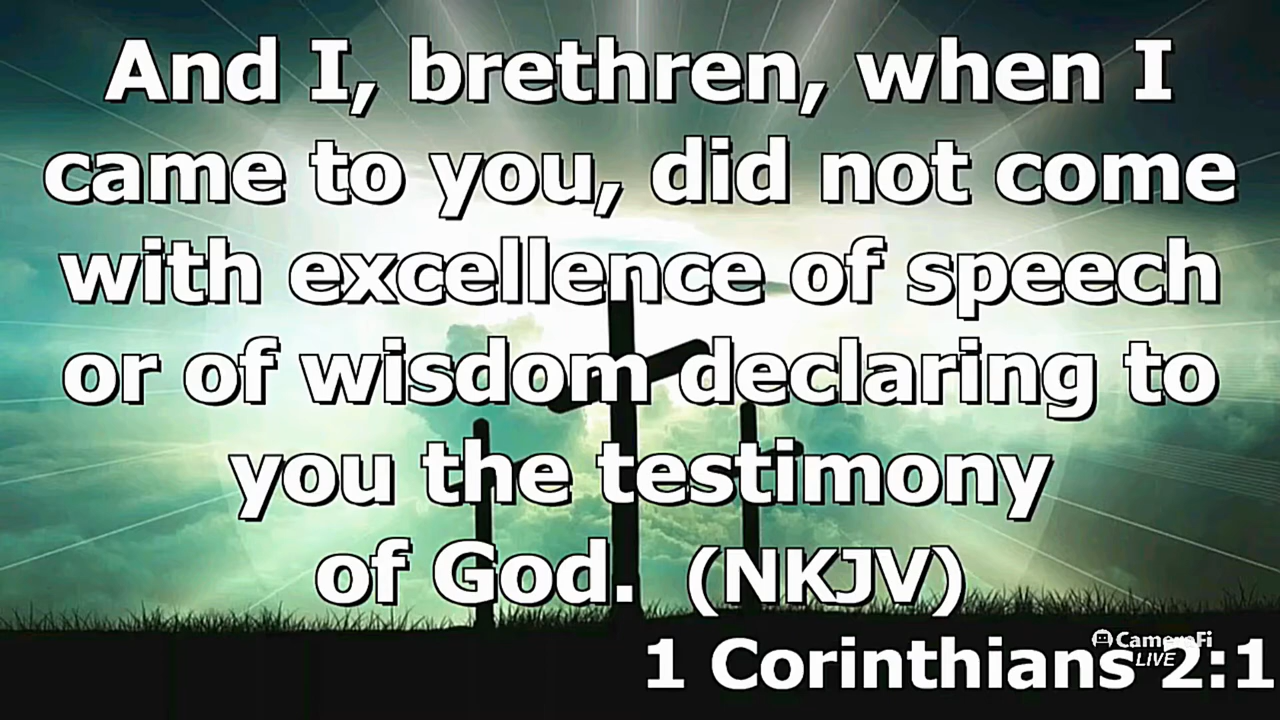 And I, brethren, when I
came to you, did not come
with excellence of speech
or of wisdom declaring to
you the testimony
of God. (NKJV)
CameraFi
LIVE
1 Corinthians 2:1